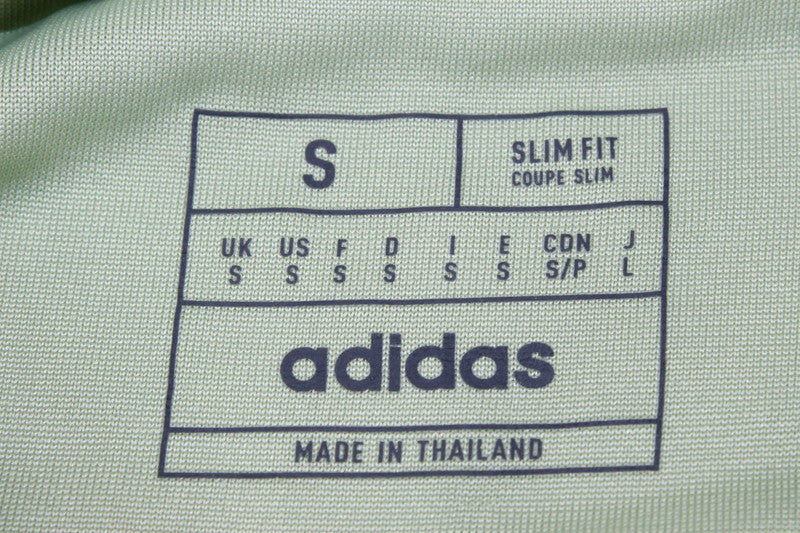 S
SLIM FIT
COUPE SLIM
UK US F D I E CDN J
S S S S S S S/P L
adidas
MADE IN THAILAND